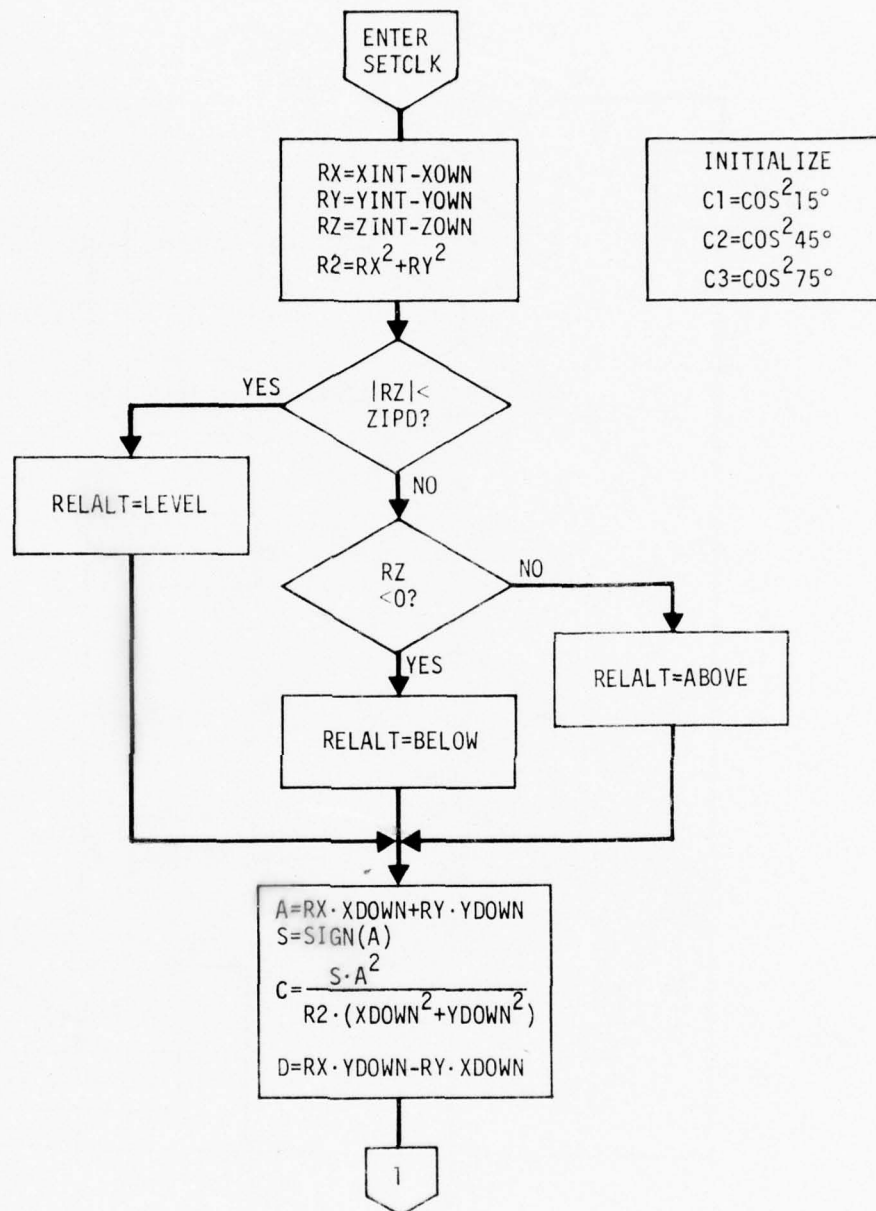 ENTER
SETCLK
RX=XINT-XOWN
RY=YINT-YOWN
RZ=ZINT-ZOWN
R2=RX²+RY²
INITIALIZE
C1=COS²15°
C2=COS²45°
C3=COS²75°
|RZ|<
ZIPD?
YES
NO
RELALT=LEVEL
RZ
<0?
NO
YES
RELALT=ABOVE
RELALT=BELOW
A=RX·XDOWN+RY·YDOWN
S=SIGN(A)
S·A²
C=
R2·(XDOWN²+YDOWN²)
D=RX·YDOWN-RY·XDOWN
1